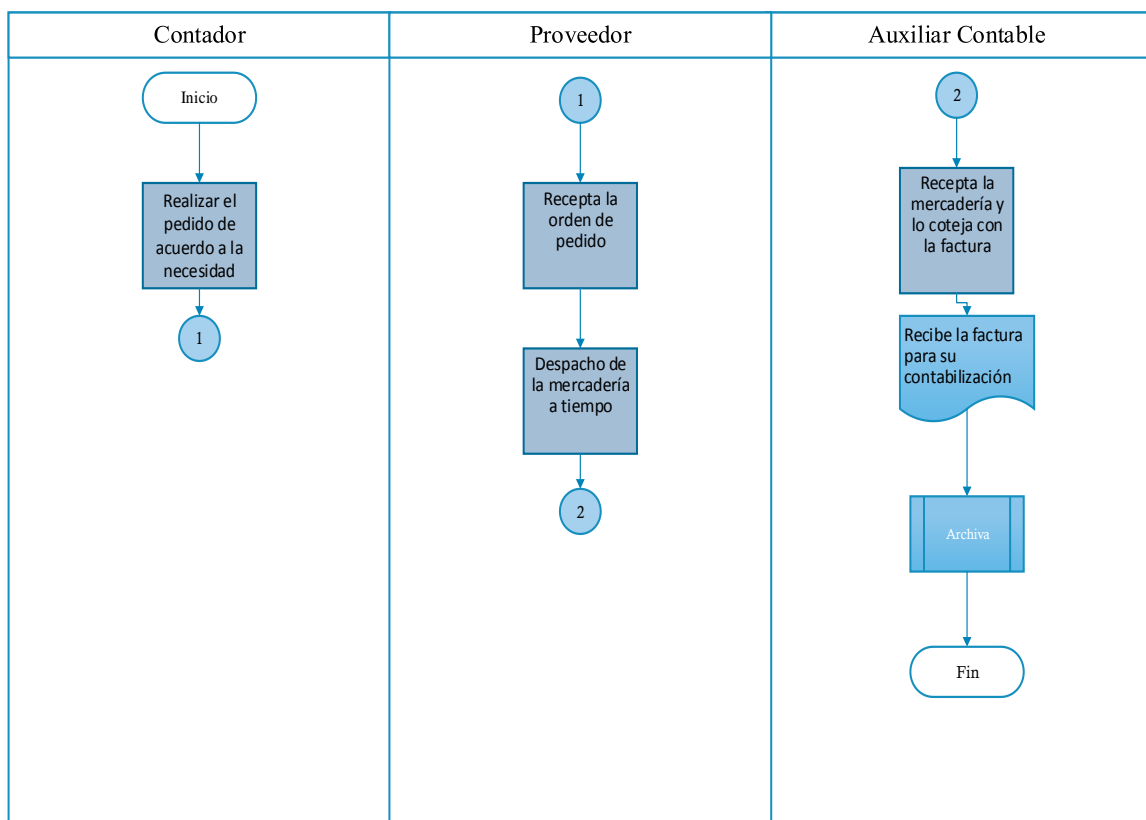 Contador
Proveedor
Auxiliar Contable
Inicio
Realizar el
pedido de
acuerdo a la
necesidad
1
1
Recepta la
orden de
pedido
Despacho de
la mercadería
a tiempo
2
2
Recepta la
mercadería y
lo coteja con
la factura
Recibe la factura
para su
contabilización
Archiva
Fin